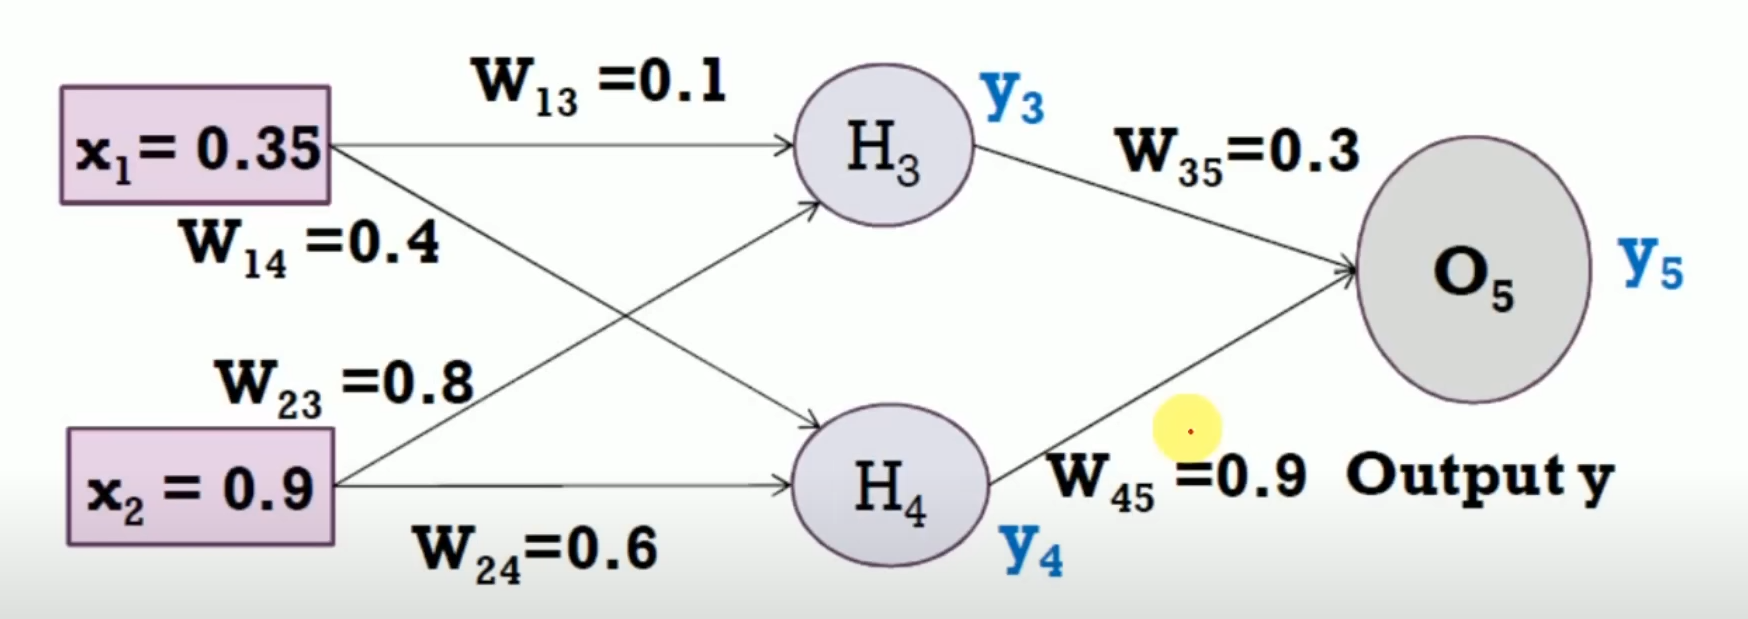 W₁₃ =0.1
y₃
x₁= 0.35
H₃
W₃₅=0.3
W₁₄ =0.4
O₅
y₅
W₂₃ =0.8
x₂ = 0.9
H₄
W₄₅ =0.9 Output y
W₂₄=0.6
y₄